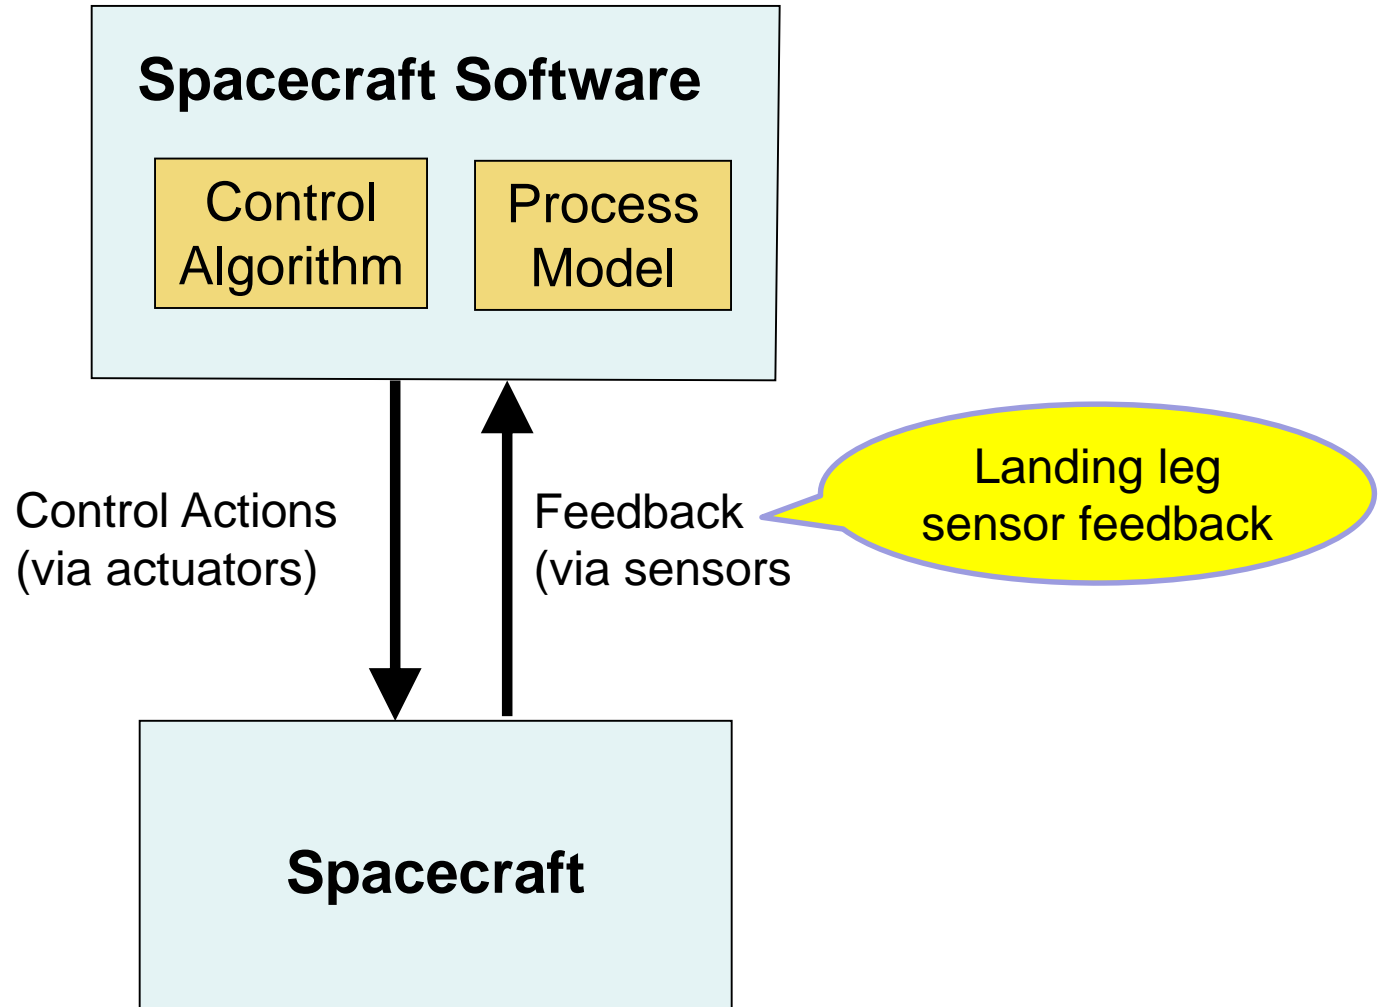 Spacecraft Software
Control
Algorithm
Process
Model
Control Actions
(via actuators)
Feedback
(via sensors
Landing leg
sensor feedback
Spacecraft